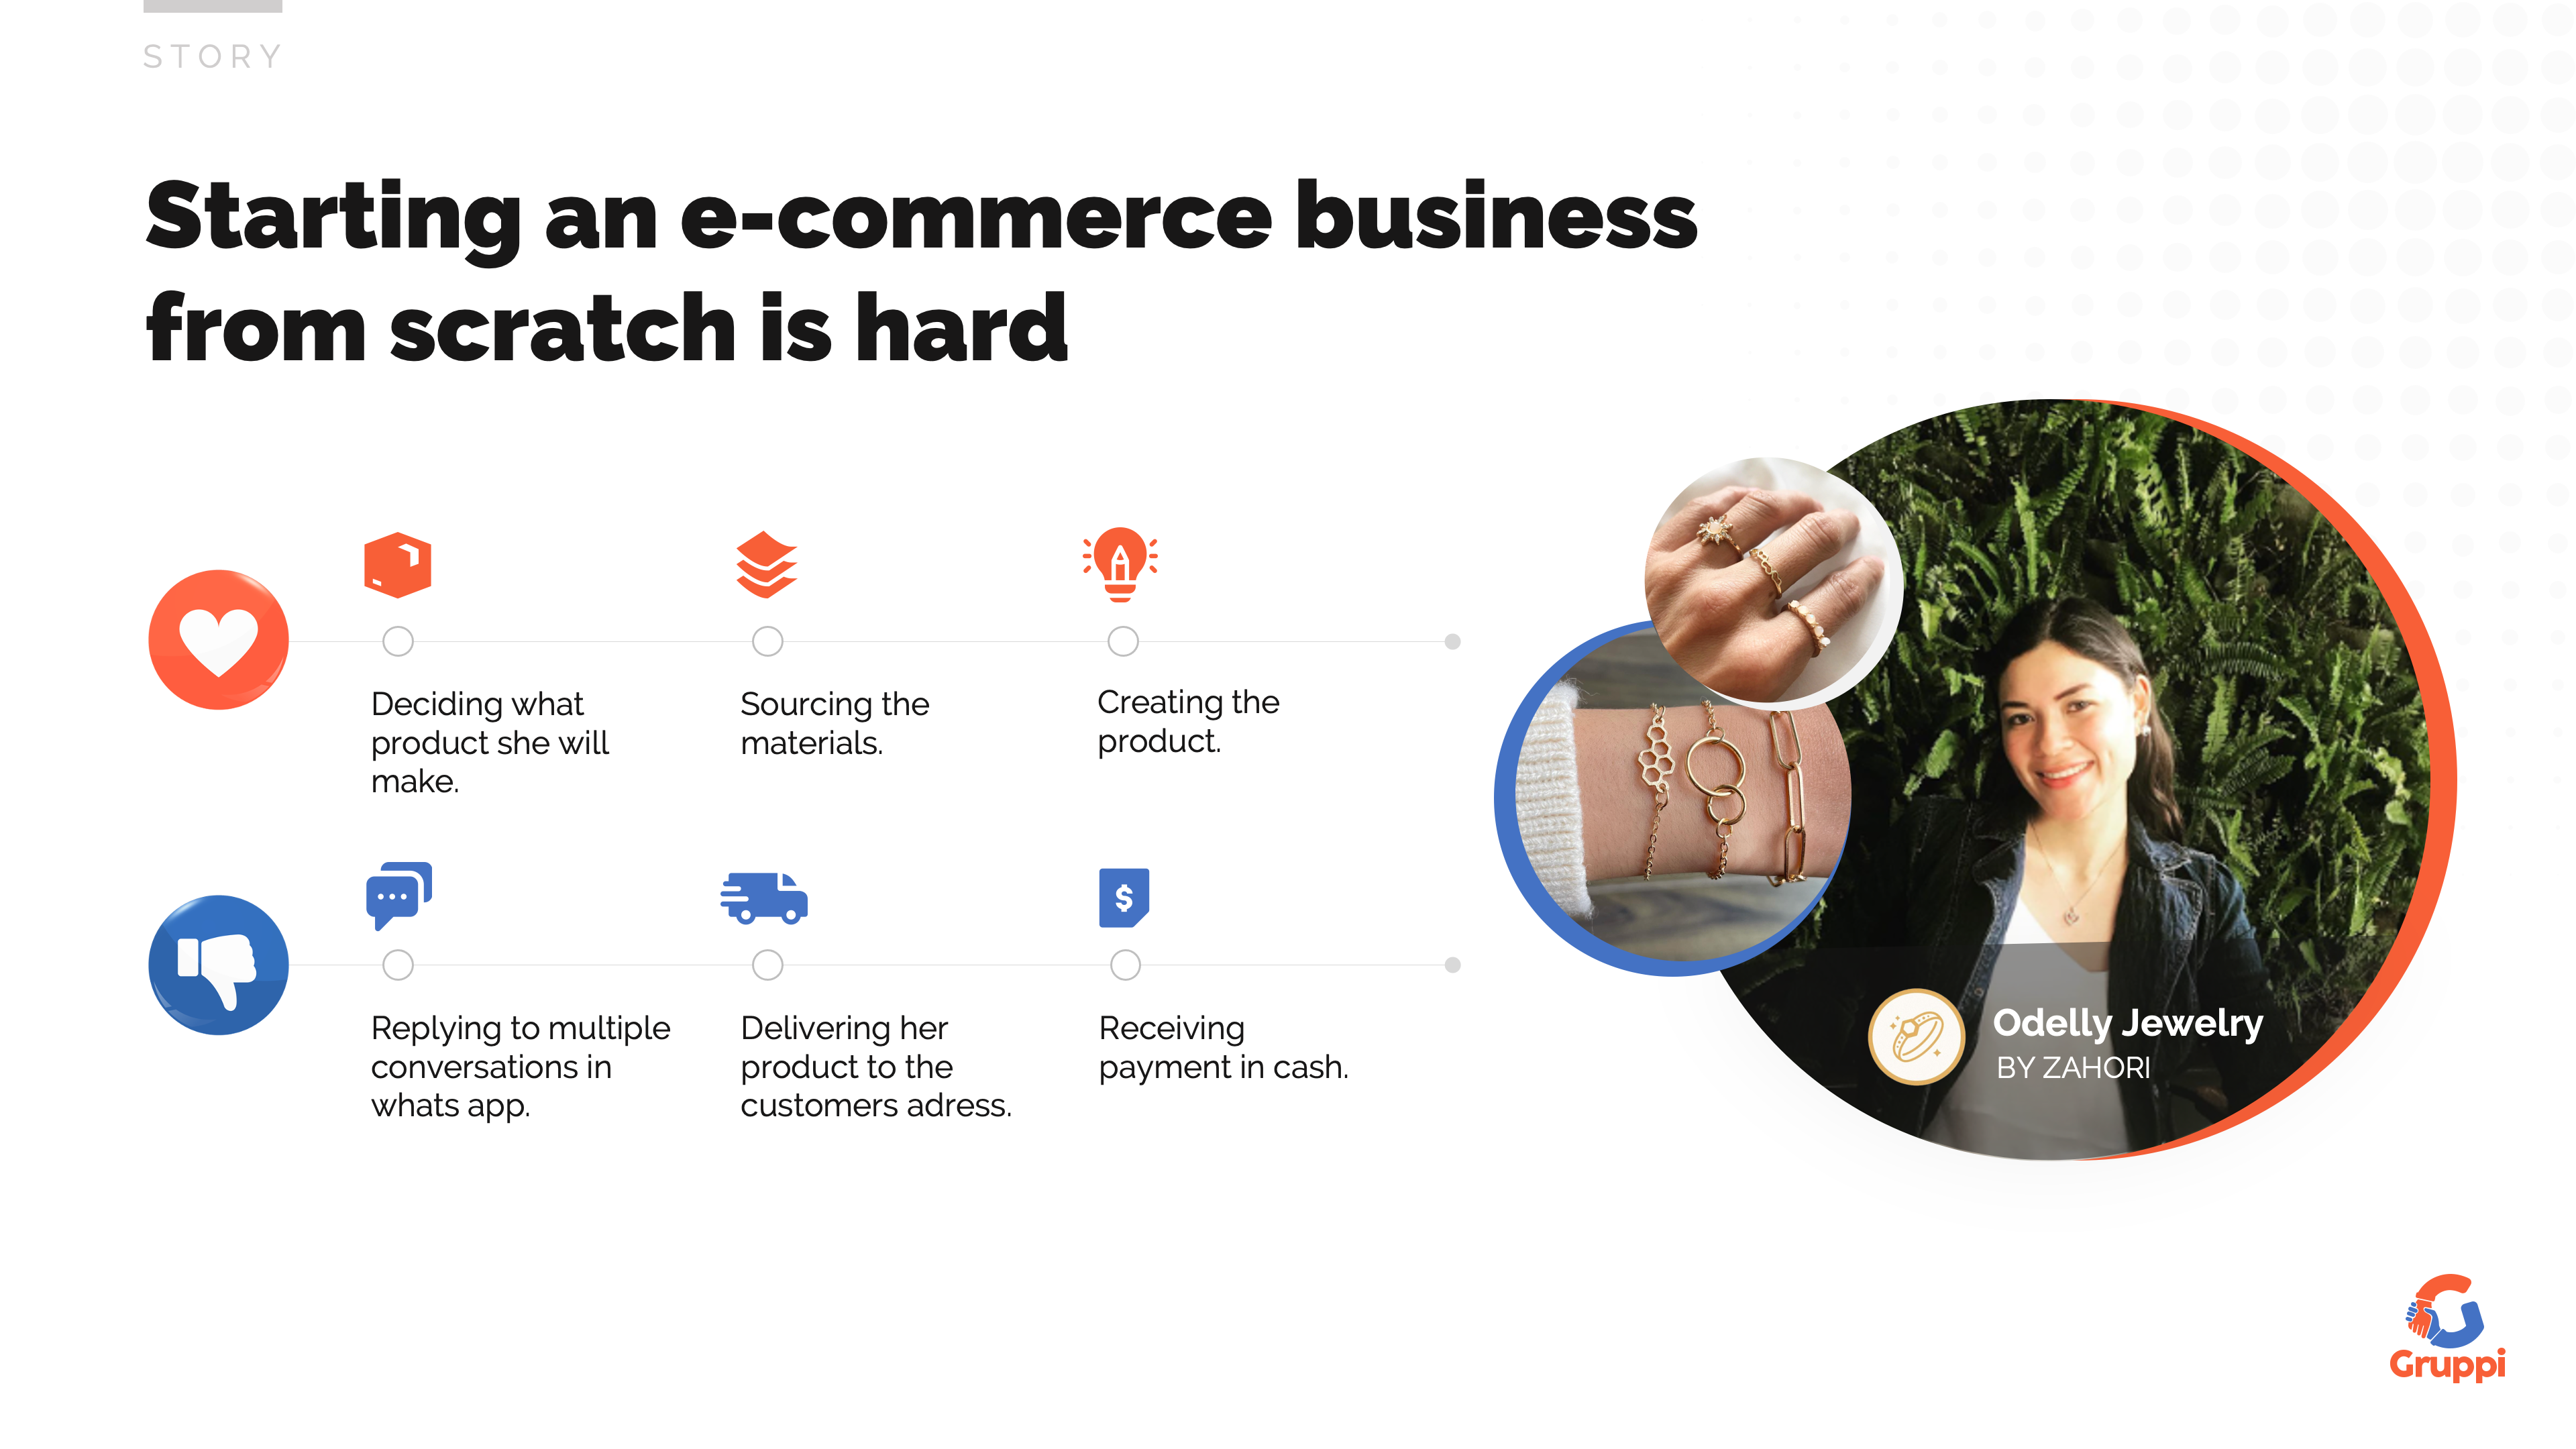 STORY
Starting an e-commerce business
from scratch is hard
Deciding what
product she will
make.
Sourcing the
materials.
Creating the
product.
Replying to multiple
conversations in
whats app.
Delivering her
product to the
customers adress.
$
Receiving
payment in cash.
Odelly Jewelry
BY ZAHORI
Gruppi